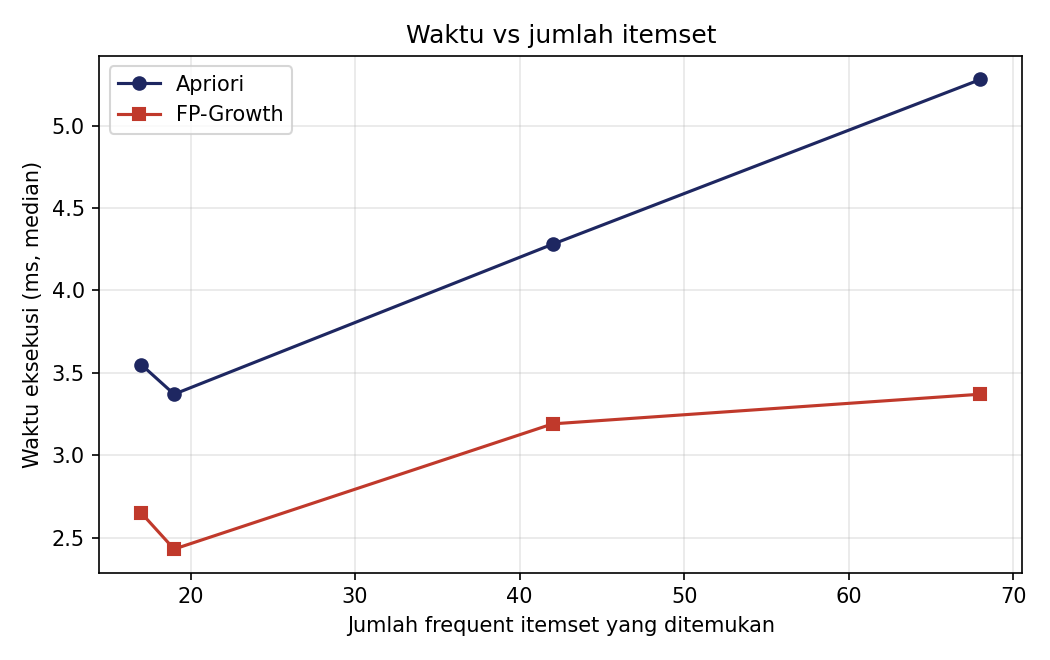 Waktu vs jumlah itemset
Apriori
FP-Growth
Waktu eksekusi (ms, median)
5.0
4.5
4.0
3.5
3.0
2.5
20 30 40 50 60 70
Jumlah frequent itemset yang ditemukan